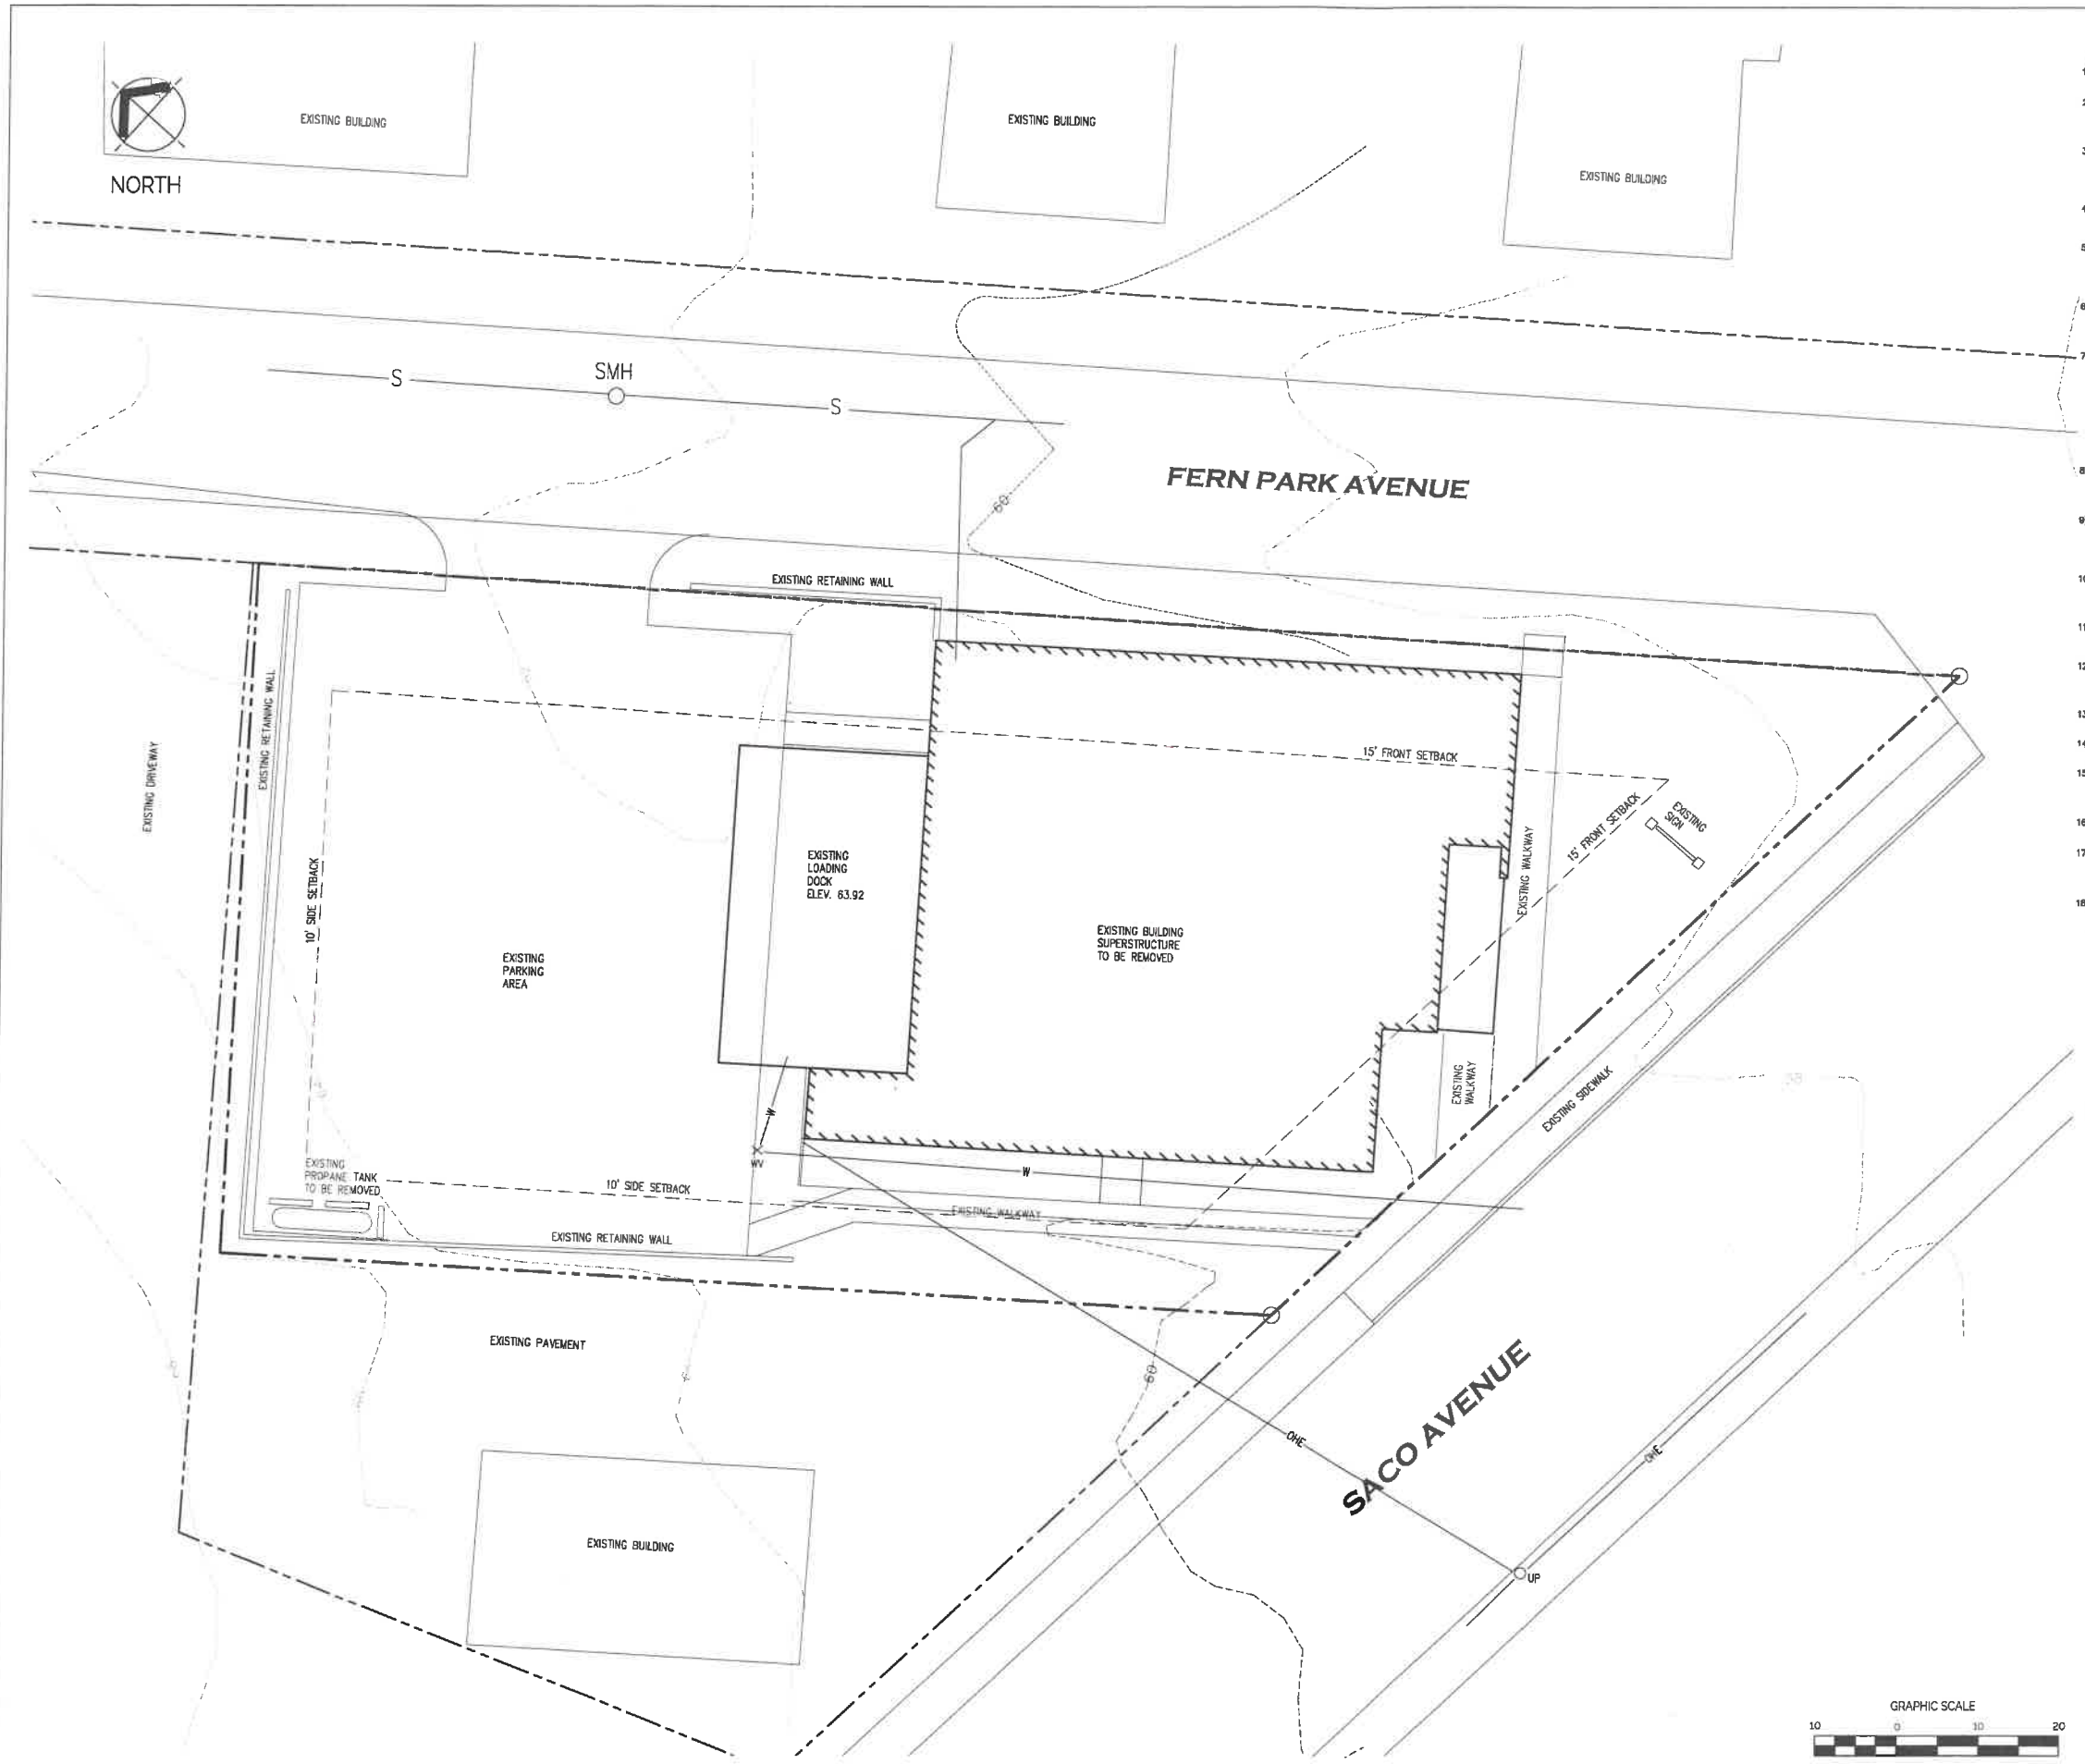 EXISTING BUILDING
EXISTING BUILDING
EXISTING BUILDING
NORTH
S
SMH
S
FERN PARK AVENUE
60
EXISTING RETAINING WALL
EXISTING RETAINING WALL
EXISTING DRIVEWAY
15' FRONT SETBACK
15' FRONT SETBACK
EXISTING
SIGN
EXISTING
LOADING
DOCK
ELEV. 63.92
10' SIDE SETBACK
EXISTING WALKWAY
EXISTING
PARKING
AREA
EXISTING BUILDING
SUPERSTRUCTURE
TO BE REMOVED
EXISTING
WALKWAY
EXISTING SIDEWALK
58
W
WV
W
EXISTING
PROPANE TANK
TO BE REMOVED
10' SIDE SETBACK
EXISTING WALKWAY
EXISTING RETAINING WALL
EXISTING PAVEMENT
60
SACO AVENUE
OHE
OHE
EXISTING BUILDING
UP
GRAPHIC SCALE
10 0 10 20